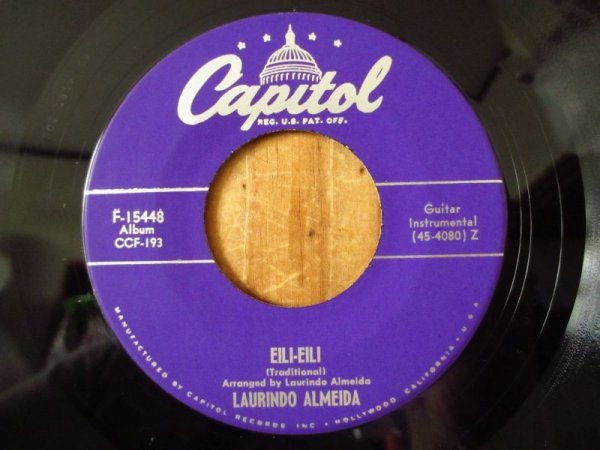 Capitol
REG. U.S. PAT. OFF.
F-15448
Album
CCF-193
Guitar
Instrumental
(45-4080) Z
EILI-EILI
(Traditional)
Arranged by Laurindo Almeida
LAURINDO ALMEIDA
MANUFACTURED BY CAPITOL RECORDS INC • HOLLYWOOD, CALIFORNIA • U.S.A